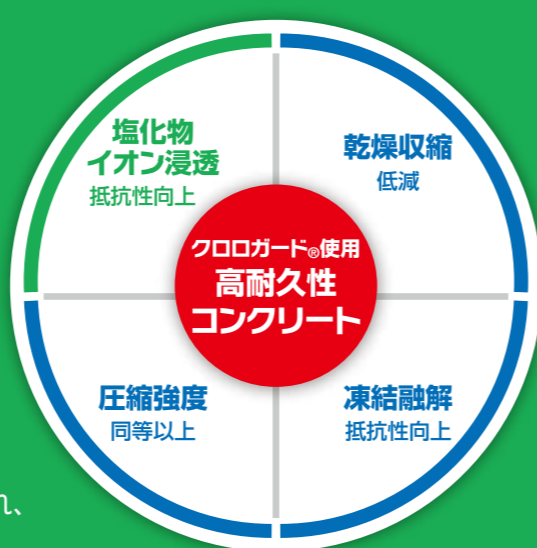 塩化物
イオン浸透
抵抗性向上
乾燥収縮
低減
クロロガード®使用
高耐久性
コンクリート
圧縮強度
同等以上
凍結融解
抵抗性向上
れ、